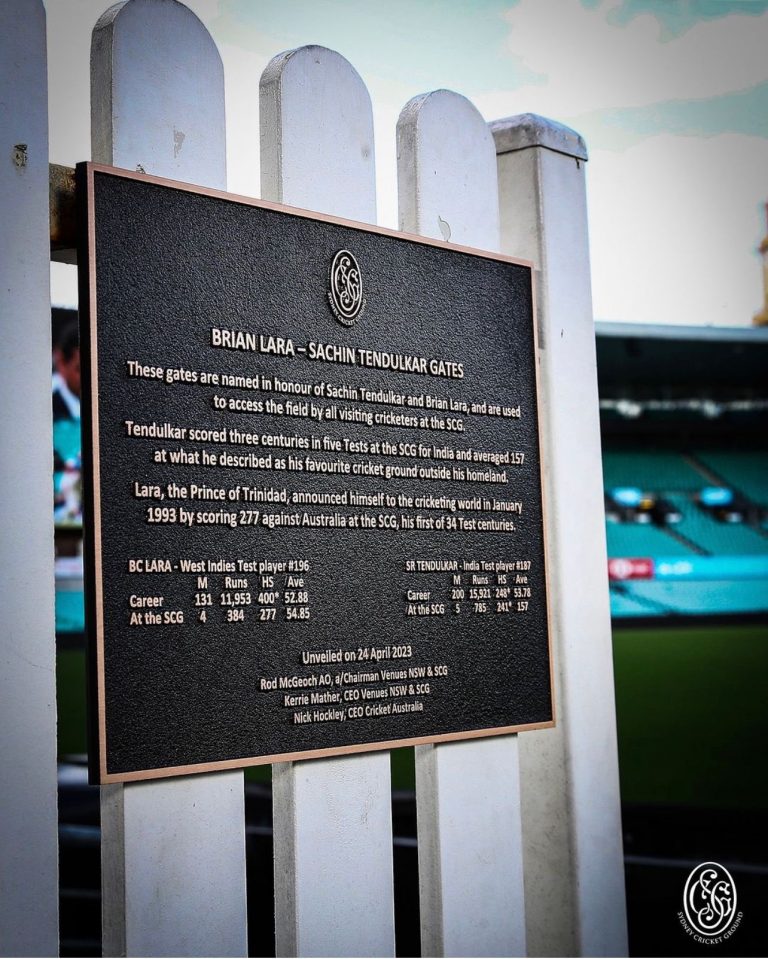 BRIAN LARA – SACHIN TENDULKAR GATES
These gates are named in honour of Sachin Tendulkar and Brian Lara, and are used
to access the field by all visiting cricketers at the SCG.
Tendulkar scored three centuries in five Tests at the SCG for India and averaged 157
at what he described as his favourite cricket ground outside his homeland.
Lara, the Prince of Trinidad, announced himself to the cricketing world in January
1993 by scoring 277 against Australia at the SCG, his first of 34 Test centuries.
BC LARA - West Indies Test player #196
M Runs HS Ave
Career 131 11,953 400* 52.88
At the SCG 4 384 277 54.85
SR TENDULKAR - India Test player #187
M Runs HS Ave
Career 200 15,921 248* 53.78
At the SCG 5 785 241* 157
Unveiled on 24 April 2023
Rod McGeoch AO, a/Chairman Venues NSW & SCG
Kerrie Mather, CEO Venues NSW & SCG
Nick Hockley, CEO Cricket Australia
SYDNEY CRICKET GROUND